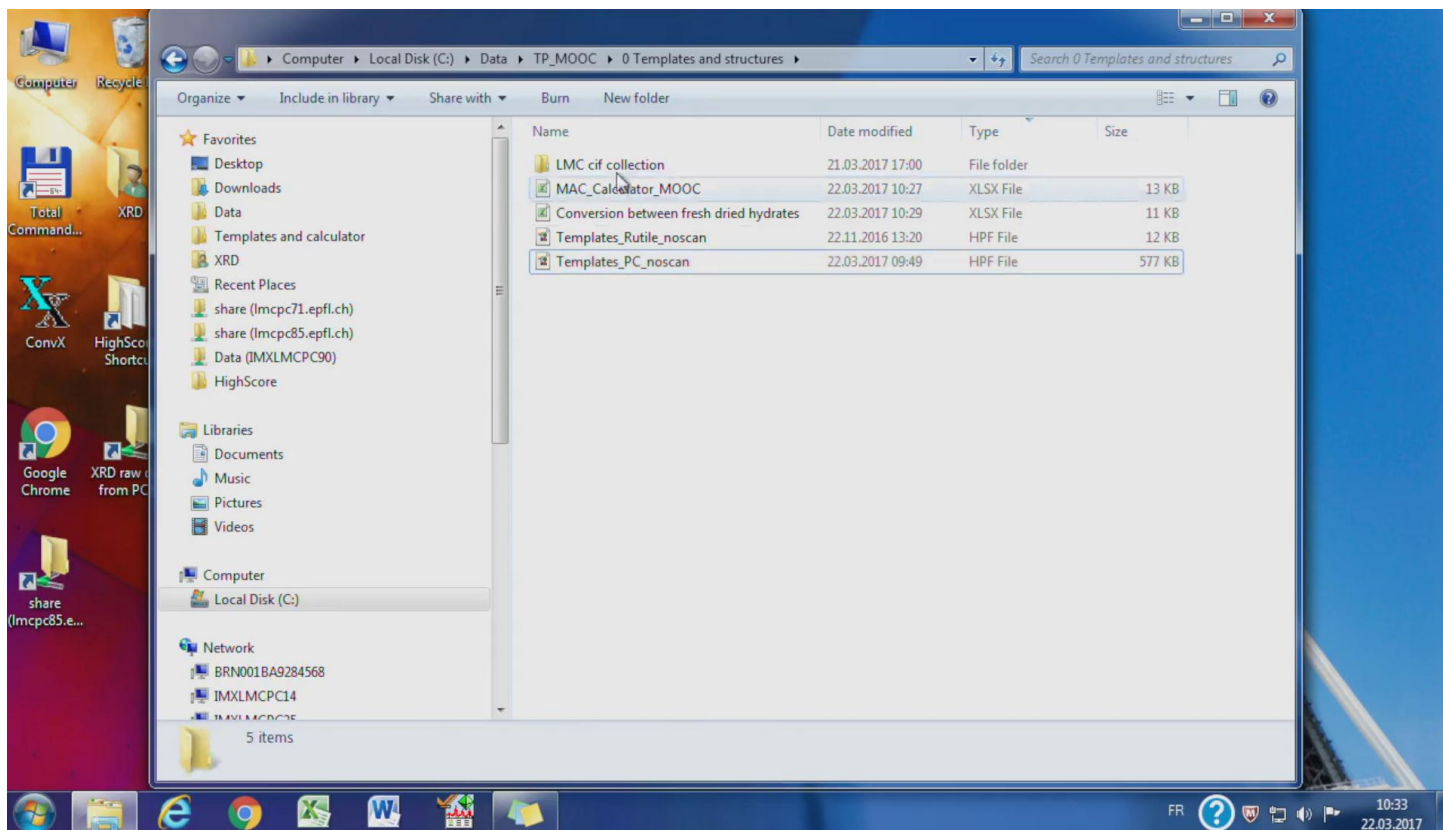 Computer
Recycle
Total
Command...
XRD
ConvX
HighSco
Shortcu
Google
Chrome
XRD raw
from PC
share
(lmcpc85.e...
Computer ▸ Local Disk (C:) ▸ Data ▸ TP_MOOC ▸ 0 Templates and structures ▸
Search 0 Templates and structures
Organize Include in library Share with Burn New folder
Favorites
Desktop
Downloads
Data
Templates and calculator
XRD
Recent Places
share (lmcpc71.epfl.ch)
share (lmcpc85.epfl.ch)
Data (IMXLMCPC90)
HighScore
Libraries
Documents
Music
Pictures
Videos
Computer
Local Disk (C:)
Network
BRN001BA9284568
IMXLMCPC14
IMXLMCPC25
Name Date modified Type Size
LMC cif collection 21.03.2017 17:00 File folder
MAC_Calculator_MOOC 22.03.2017 10:27 XLSX File 13 KB
Conversion between fresh dried hydrates 22.03.2017 10:29 XLSX File 11 KB
Templates_Rutile_noscan 22.11.2016 13:20 HPF File 12 KB
Templates_PC_noscan 22.03.2017 09:49 HPF File 577 KB
5 items
FR
10:33
22.03.2017